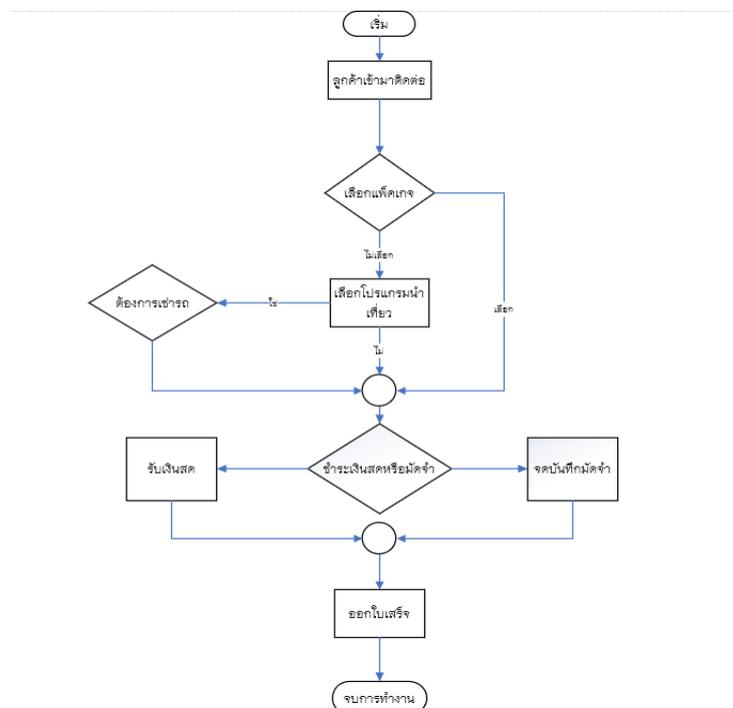 เริ่ม
ลูกค้าเข้ามาติดต่อ
เลือกแพ็คเกจ
ไม่เลือก
เลือกโปรแกรมนำ
เที่ยว
ต้องการเช่ารถ
ใช่
เลือก
ไม่
ชำระเงินสดหรือมัดจำ
รับเงินสด
จดบันทึกมัดจำ
ออกใบเสร็จ
จบการทำงาน